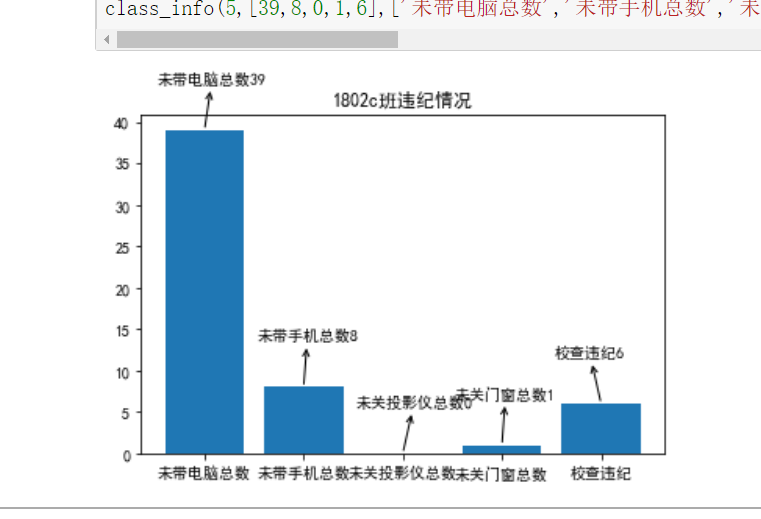 class_info(5,[39,8,0,1,6],['未带电脑总数','未带手机总数','未
未带电脑总数39
1802c班违纪情况
40
35
30
25
20
15
10
5
0
未带手机总数8
未关投影仪总数0
未关门窗总数1
校查违纪6
未带电脑总数 未带手机总数 未关投影仪总数 未关门窗总数 校查违纪